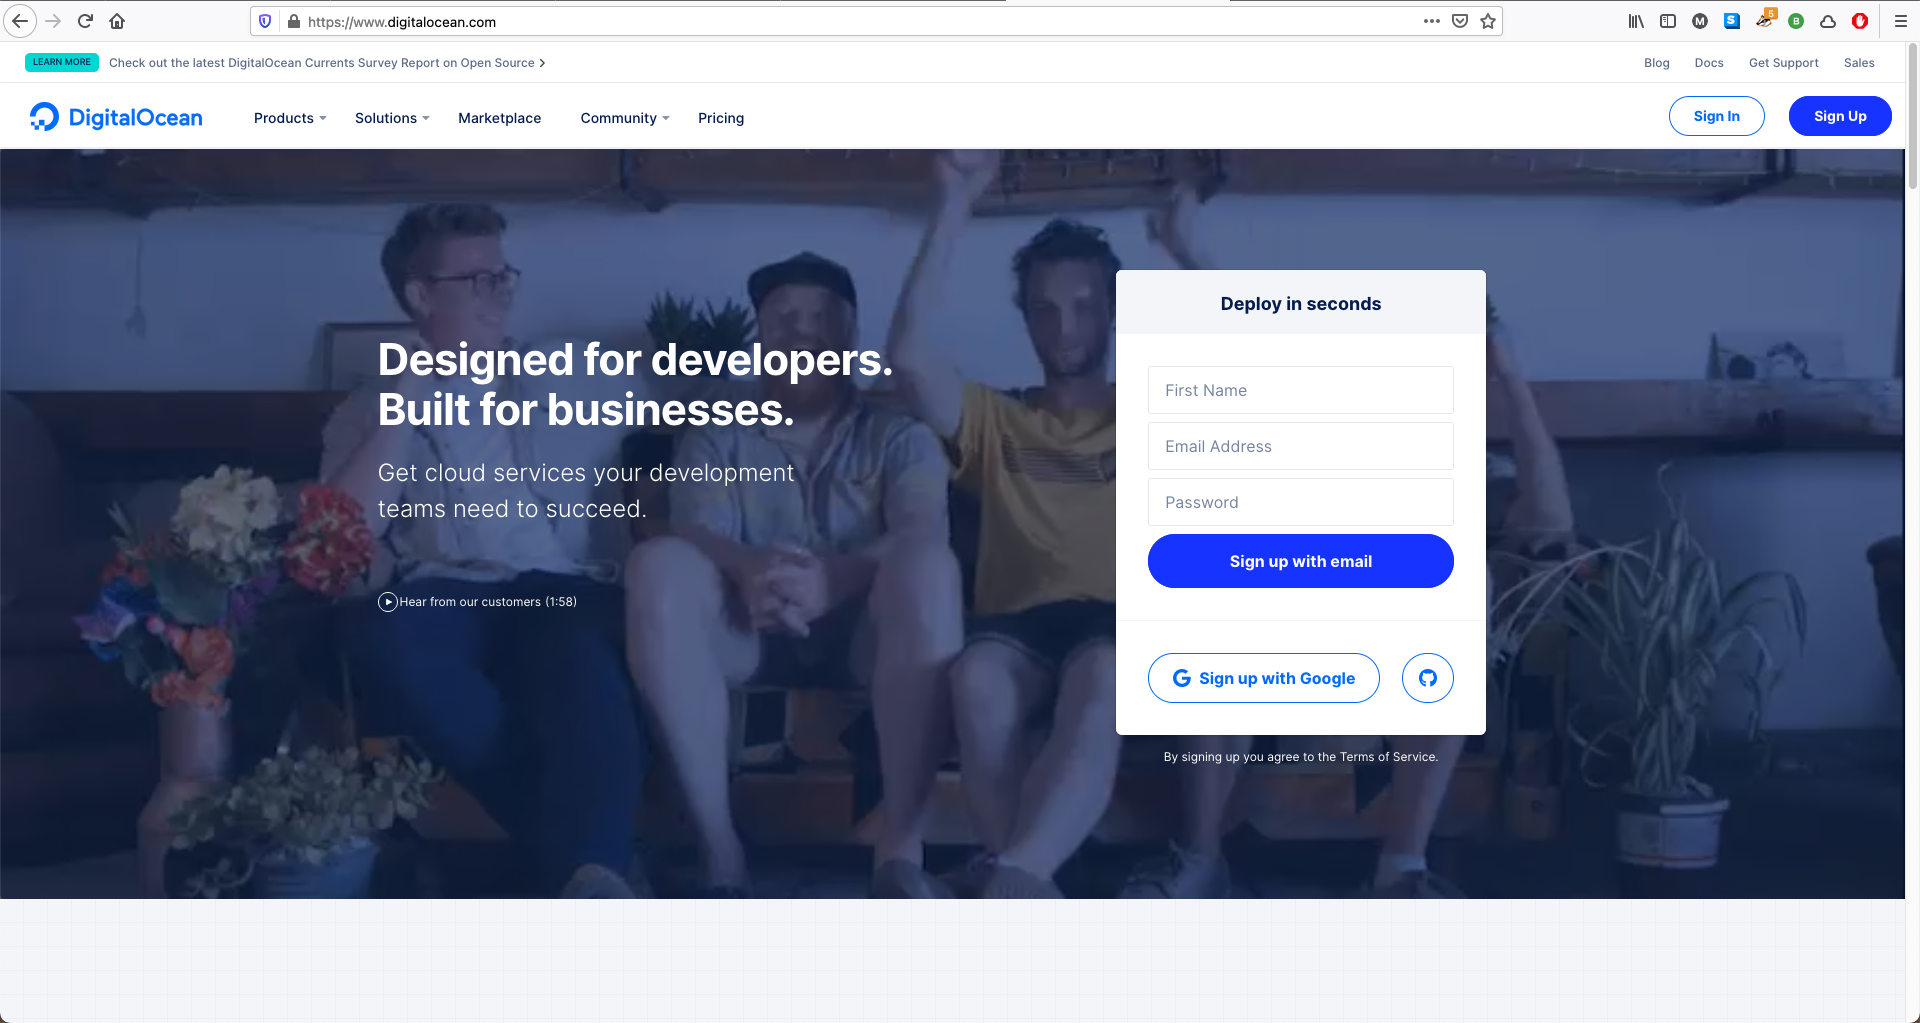 https://www.digitalocean.com
M
S
5
B
LEARN MORE
Check out the latest DigitalOcean Currents Survey Report on Open Source
Blog
Docs
Get Support
Sales
DigitalOcean
Products
Solutions
Marketplace
Community
Pricing
Sign In
Sign Up
Designed for developers.
Built for businesses.
Get cloud services your development
teams need to succeed.
Hear from our customers (1:58)
Deploy in seconds
First Name
Email Address
Password
Sign up with email
G Sign up with Google
By signing up you agree to the Terms of Service.